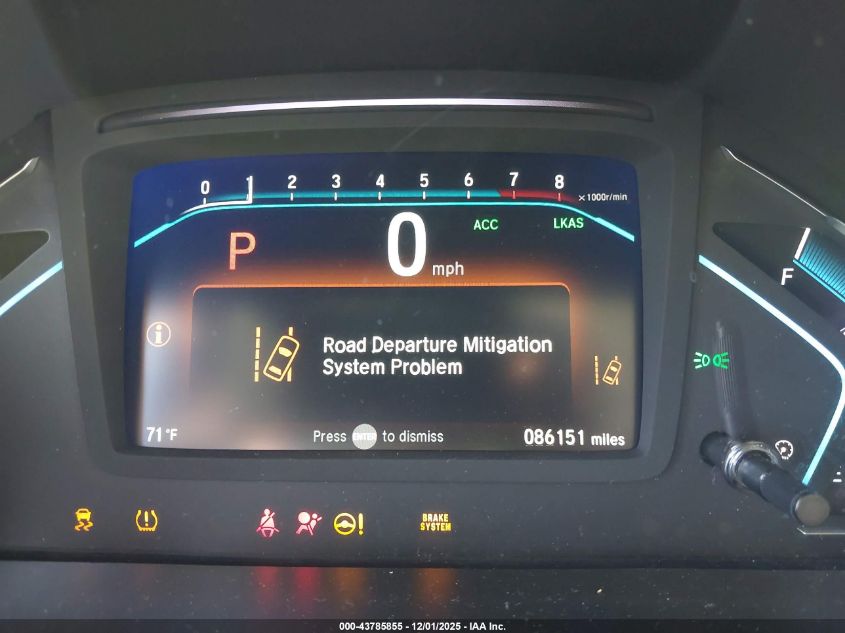 0 1 2 3 4 5 6 7 8 ×1000r/min
ACC LKAS
P 0 mph
F
Road Departure Mitigation
System Problem
71°F Press ENTER to dismiss 086151 miles
BRAKE
SYSTEM
000-43785855 - 12/01/2025 - IAA Inc.